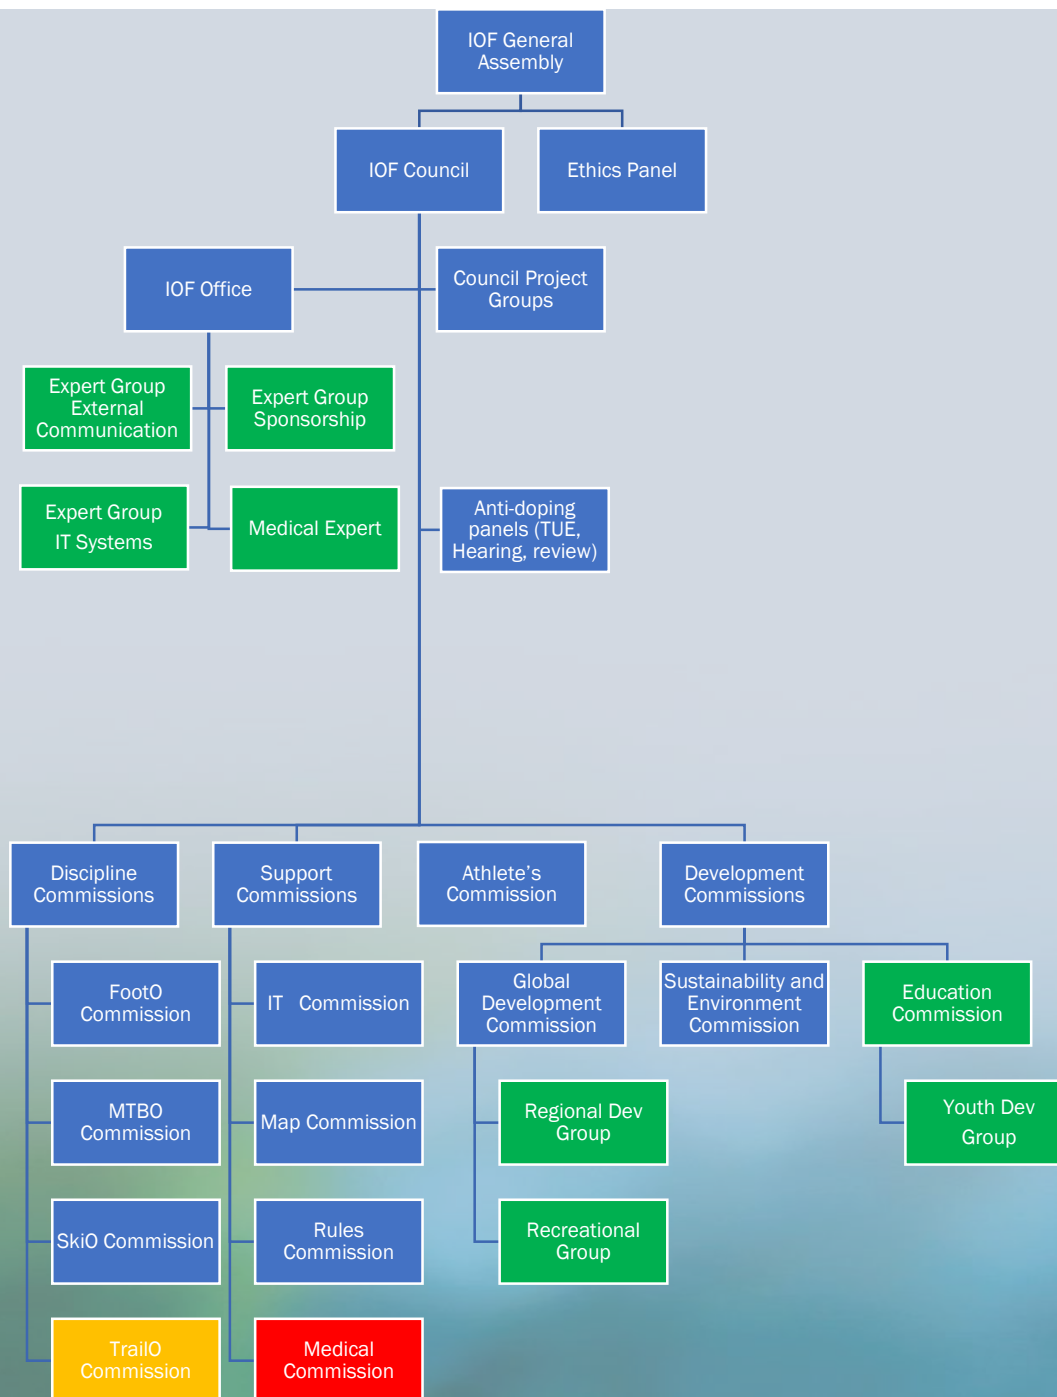 IOF General
Assembly
IOF Council
Ethics Panel
IOF Office
Council Project
Groups
Expert Group
External
Communication
Expert Group
Sponsorship
Expert Group
IT Systems
Medical Expert
Anti-doping
panels (TUE,
Hearing, review)
Discipline
Commissions
Support
Commissions
Athlete’s
Commission
Development
Commissions
FootO
Commission
IT Commission
Global
Development
Commission
Sustainability and
Environment
Commission
Education
Commission
MTBO
Commission
Map Commission
Regional Dev
Group
Youth Dev
Group
SkiO Commission
Rules
Commission
Recreational
Group
TrailO
Commission
Medical
Commission